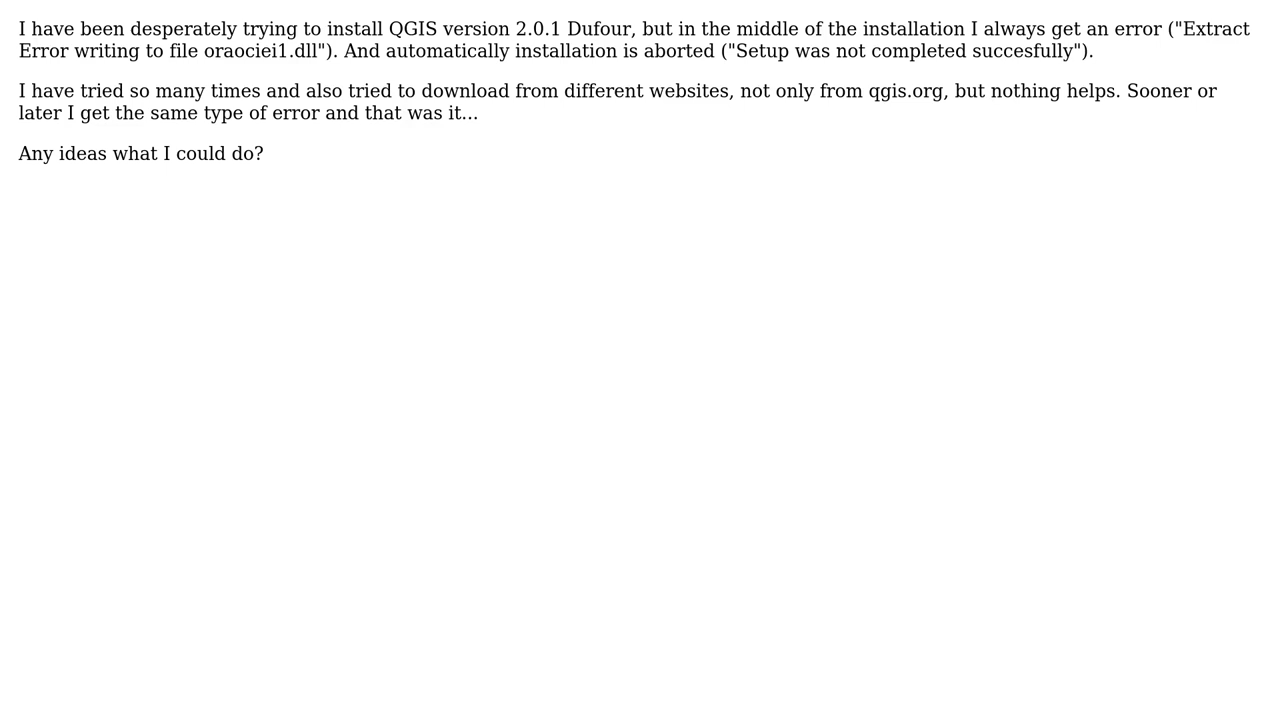 I have been desperately trying to install QGIS version 2.0.1 Dufour, but in the middle of the installation I always get an error ("Extract
Error writing to file oraociei1.dll"). And automatically installation is aborted ("Setup was not completed succesfully").
I have tried so many times and also tried to download from different websites, not only from qgis.org, but nothing helps. Sooner or
later I get the same type of error and that was it...
Any ideas what I could do?